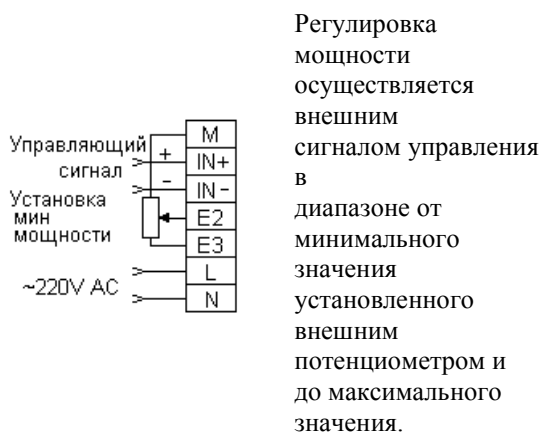 Управляющий
сигнал
Установка
мин
мощности
~220V AC
+
−
M
IN+
IN -
E2
E3
L
N
Регулировка
мощности
осуществляется
внешним
сигналом управления
в
диапазоне от
минимального
значения
установленного
внешним
потенциометром и
до максимального
значения.